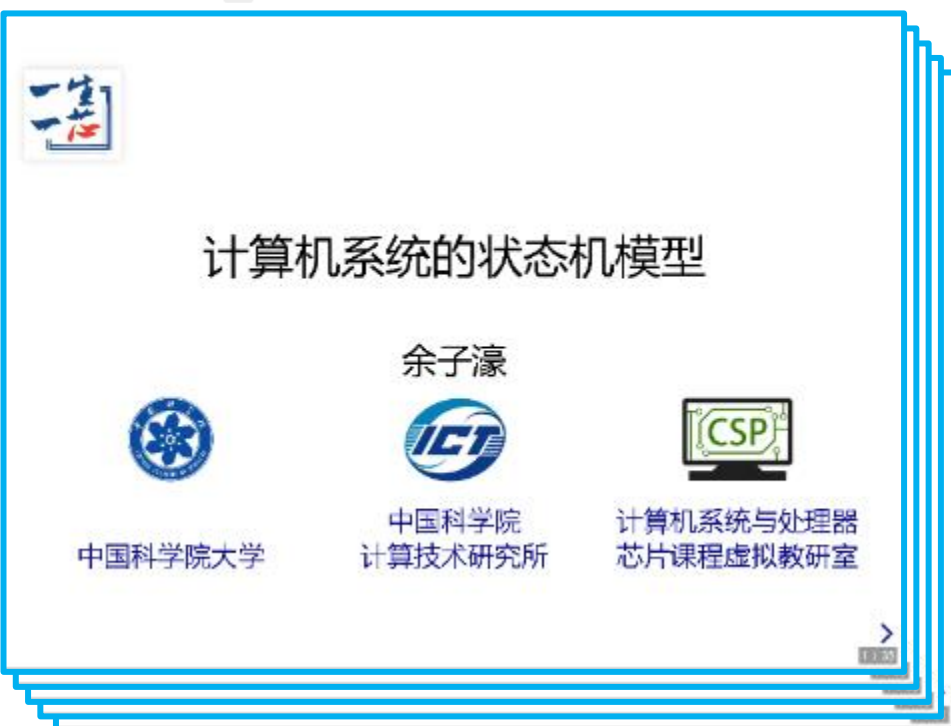 一生
一芯
计算机系统的状态机模型
余子濠
ICT
CSP
中国科学院大学
中国科学院
计算技术研究所
计算机系统与处理器
芯片课程虚拟教研室